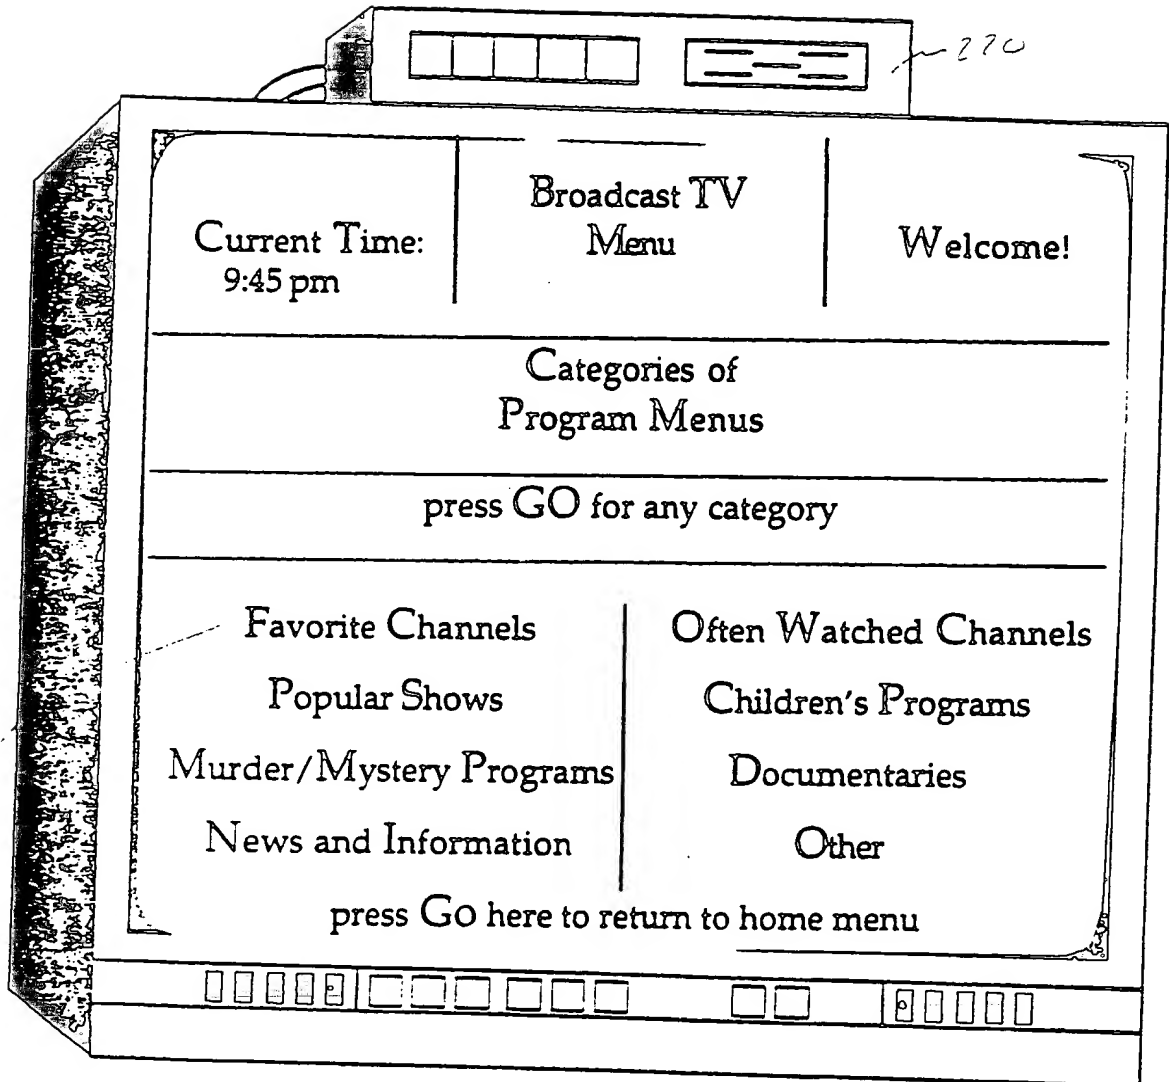 220
Broadcast TV
Menu
Current Time:
9:45 pm
Welcome!
Categories of
Program Menus
press GO for any category
Favorite Channels
Often Watched Channels
Popular Shows
Children's Programs
Murder/Mystery Programs
Documentaries
News and Information
Other
press Go here to return to home menu